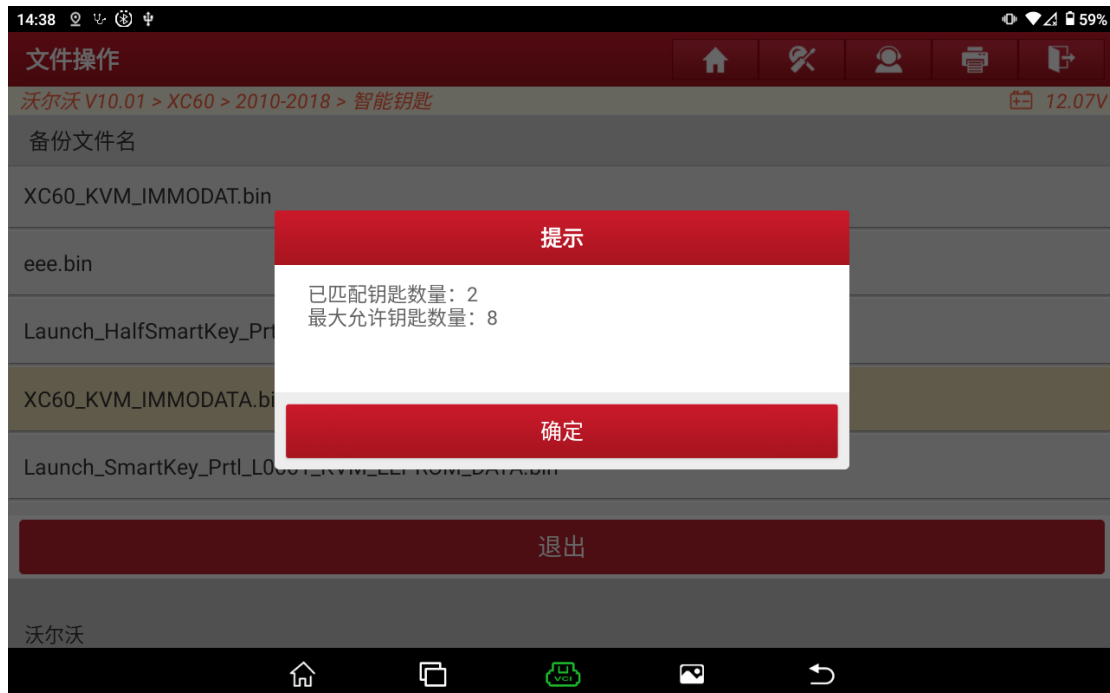 14:38
59%
文件操作
沃尔沃 V10.01 > XC60 > 2010-2018 > 智能钥匙
12.07V
备份文件名
XC60_KVM_IMMODAT.bin
eee.bin
Launch_HalfSmartKey_Prt
XC60_KVM_IMMODATA.bi
Launch_SmartKey_Prtl_L0001_KVM_EEPROM_DATA.bin
提示
已匹配钥匙数量：2
最大允许钥匙数量：8
确定
退出
沃尔沃
VCI